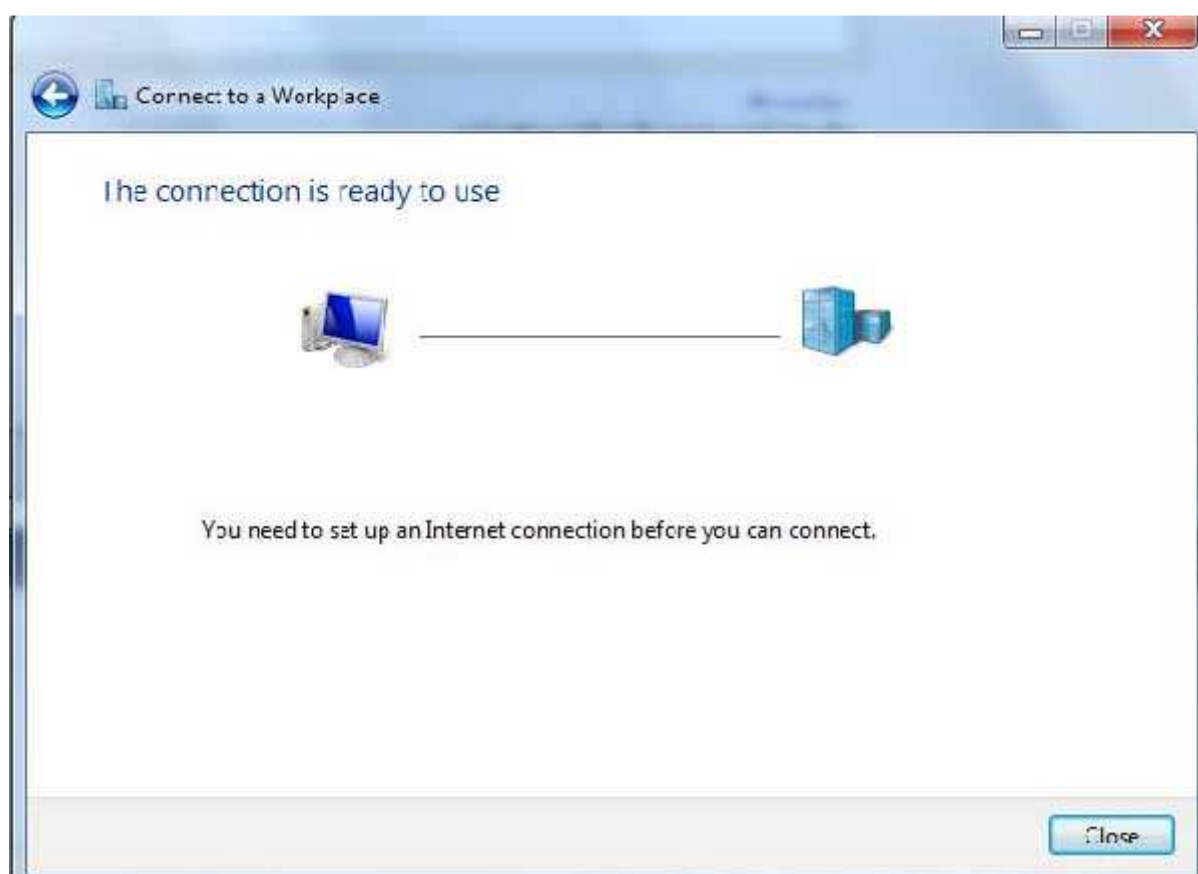 Connect to a Workplace
The connection is ready to use
You need to set up an Internet connection before you can connect.
Close